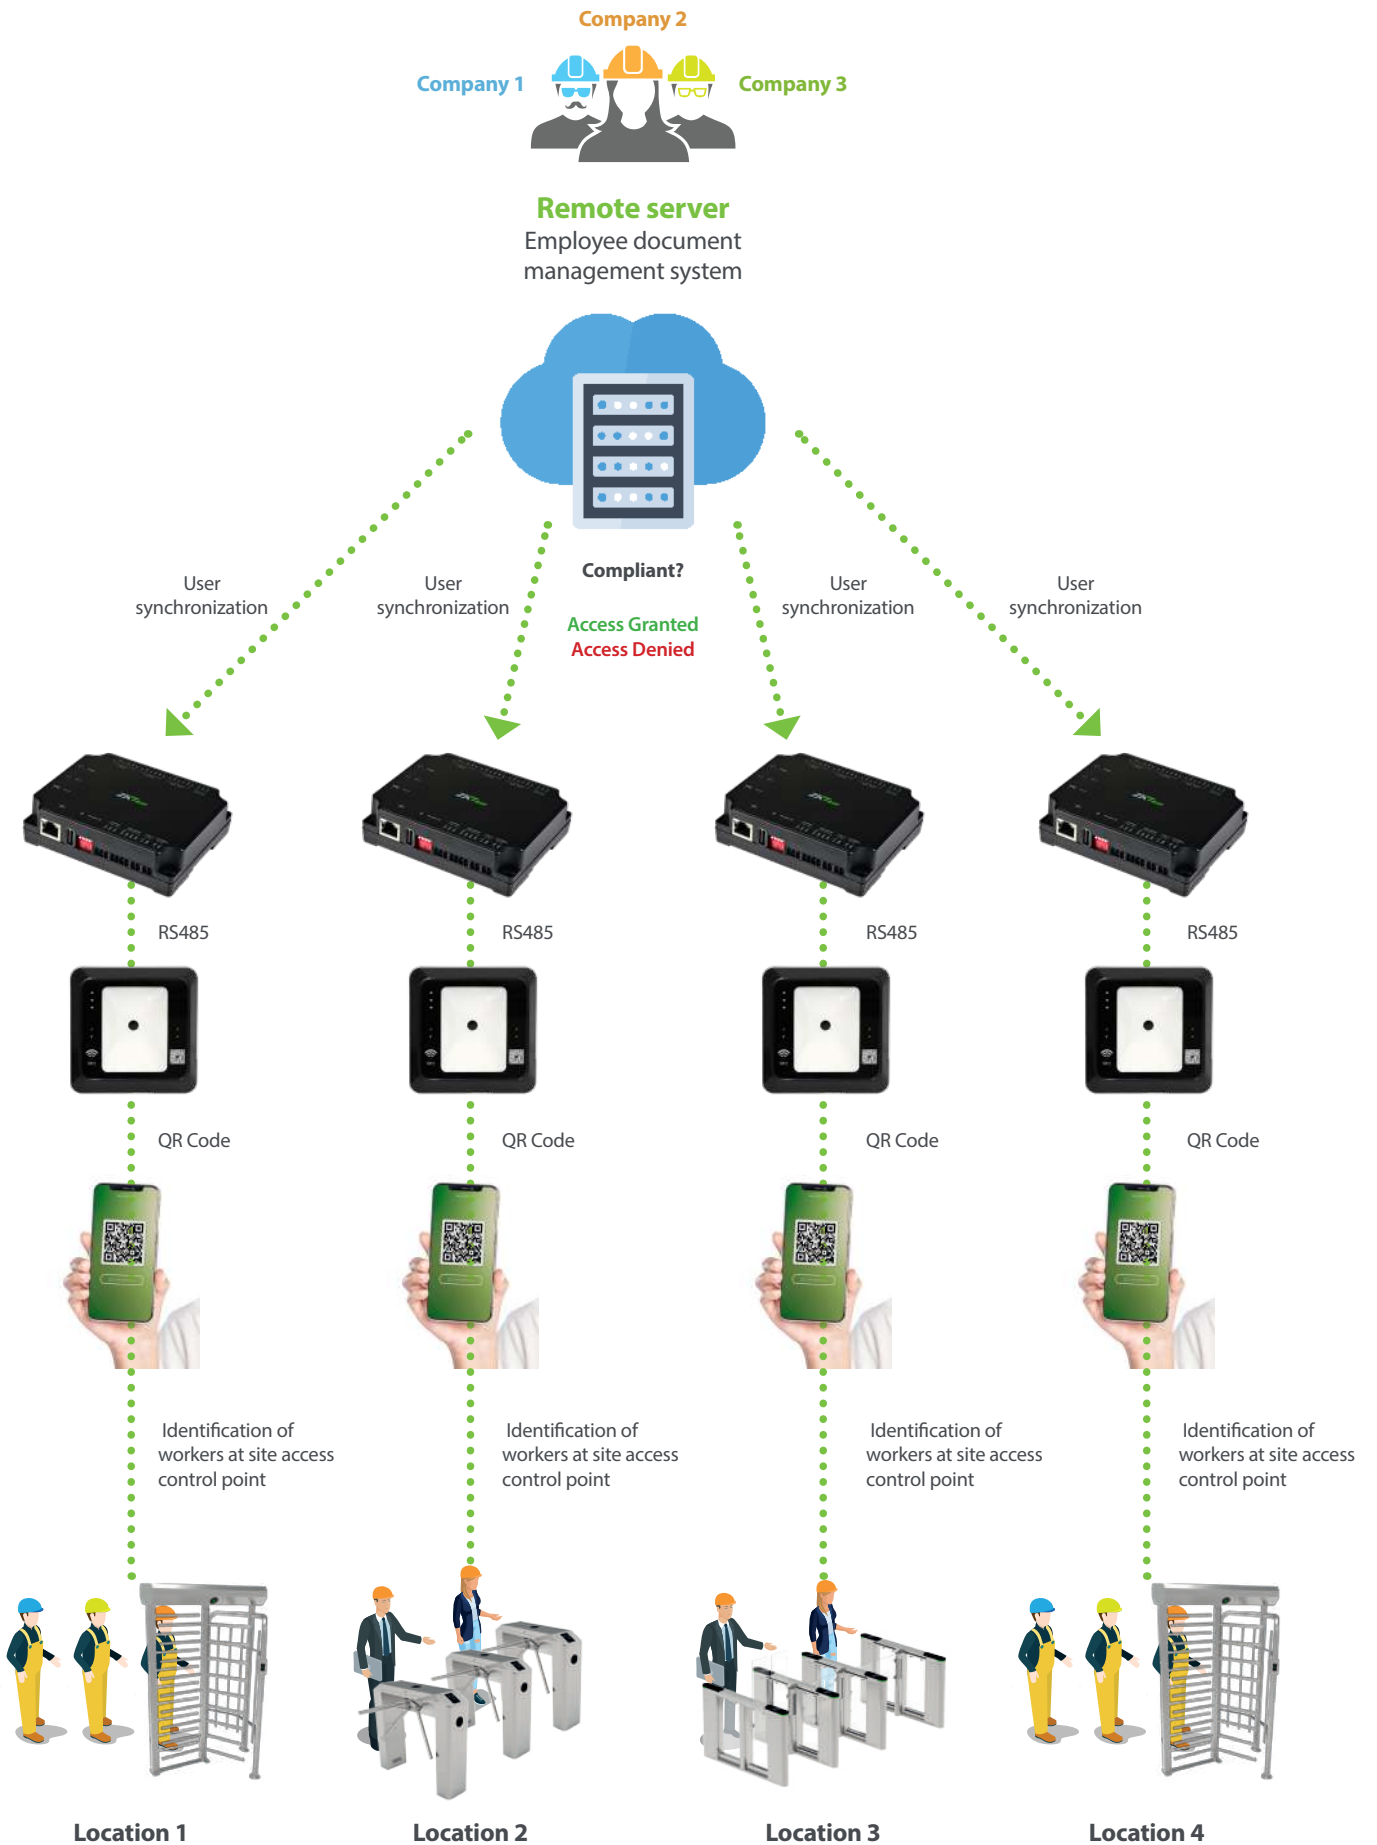 Company 2
Company 1
Company 3
Remote server
Employee document
management system
Compliant?
Access Granted
Access Denied
User
synchronization
User
synchronization
User
synchronization
User
synchronization
ZKTeco
ZKTeco
ZKTeco
ZKTeco
RS485
RS485
RS485
RS485
QR Code
QR Code
QR Code
QR Code
Identification of
workers at site access
control point
Identification of
workers at site access
control point
Identification of
workers at site access
control point
Identification of
workers at site access
control point
Location 1
Location 2
Location 3
Location 4